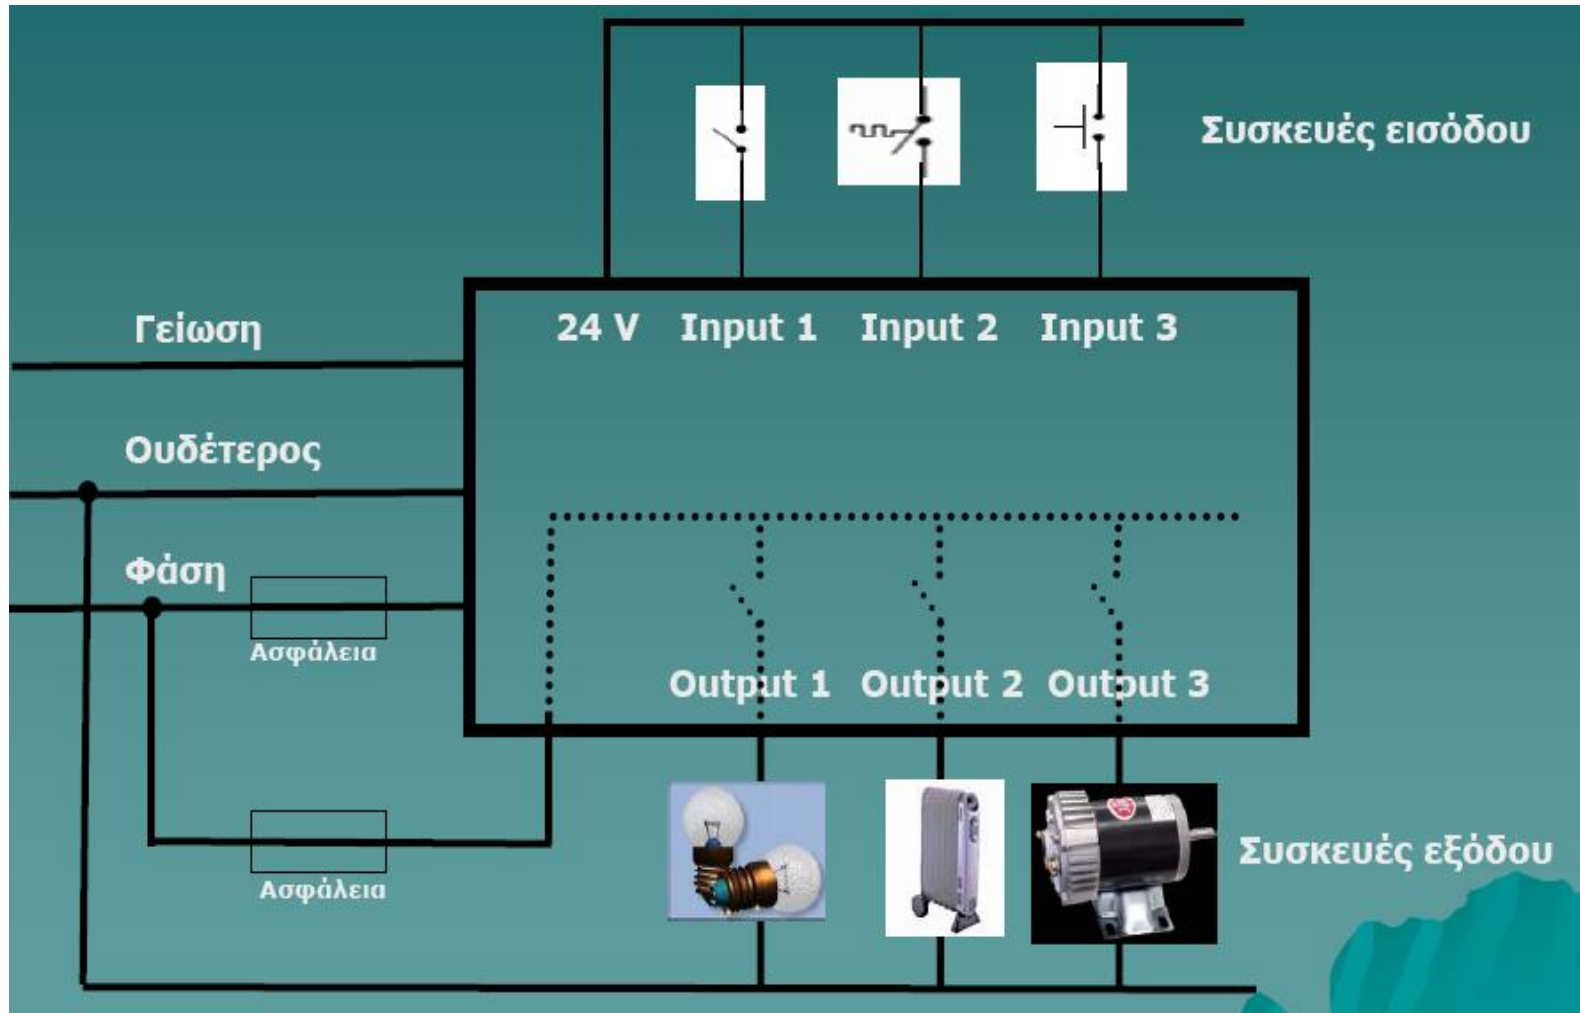 Συσκευές εισόδου
24 V Input 1 Input 2 Input 3
Γείωση
Ουδέτερος
Φάση
Ασφάλεια
Output 1 Output 2 Output 3
Συσκευές εξόδου
Ασφάλεια